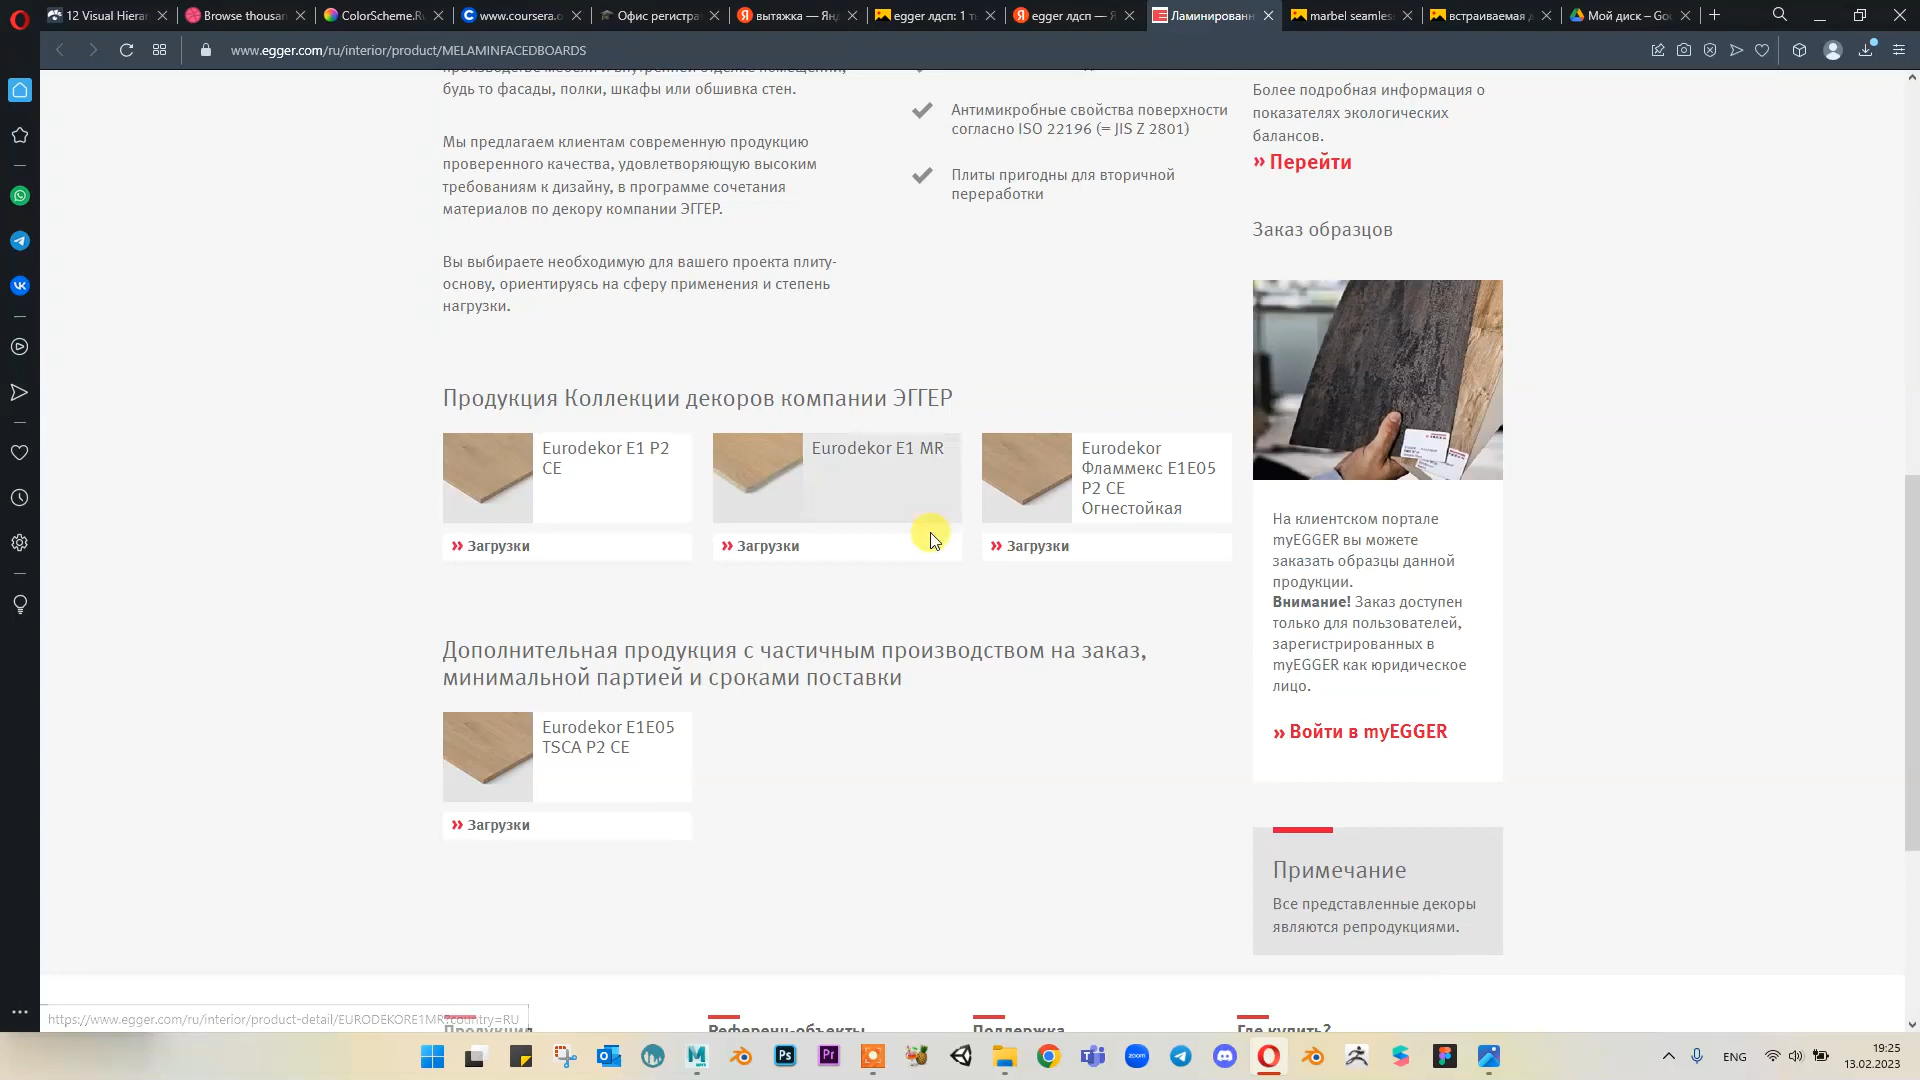 12 Visual Hierar
Browse thousan
ColorScheme.R
www.coursera.o
Офис регистра
вытяжка — Ян
egger лдсп: 1 т
egger лдсп — Я
Ламинирован
marbel seamles
встраиваемая
Мой диск – Goo
www.egger.com/ru/interior/product/MELAMINFACEDBOARDS
будь то фасады, полки, шкафы или обшивка стен.
Мы предлагаем клиентам современную продукцию
проверенного качества, удовлетворяющую высоким
требованиям к дизайну, в программе сочетания
материалов по декору компании ЭГГЕР.
Вы выбираете необходимую для вашего проекта плиту-
основу, ориентируясь на сферу применения и степень
нагрузки.
Антимикробные свойства поверхности
согласно ISO 22196 (= JIS Z 2801)
Плиты пригодны для вторичной
переработки
Более подробная информация о
показателях экологических
балансов.
» Перейти
Заказ образцов
Продукция Коллекции декоров компании ЭГГЕР
Eurodekor E1 P2
CE
» Загрузки
Eurodekor E1 MR
» Загрузки
Eurodekor
Фламмекс E1E05
P2 CE
Огнестойкая
» Загрузки
На клиентском портале
myEGGER вы можете
заказать образцы данной
продукции.
Внимание! Заказ доступен
только для пользователей,
зарегистрированных в
myEGGER как юридическое
лицо.
» Войти в myEGGER
Дополнительная продукция с частичным производством на заказ,
минимальной партией и сроками поставки
Eurodekor E1E05
TSCA P2 CE
» Загрузки
Примечание
Все представленные декоры
являются репродукциями.
https://www.egger.com/ru/interior/product-detail/EURODEKORE1MR?country=RU
Референц-объекты
Поддержка
Где купить?
ENG
19:25
13.02.2023